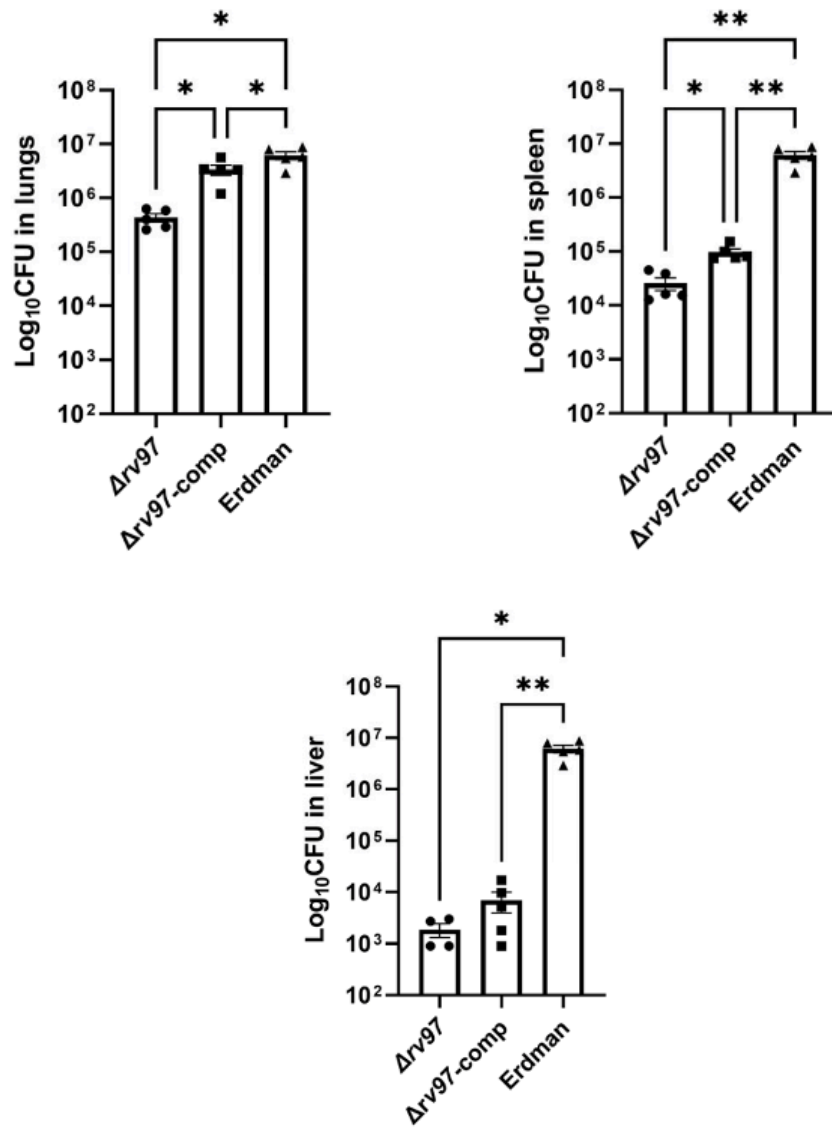 *
* *
Log₁₀CFU in lungs
10⁸
10⁷
10⁶
10⁵
10⁴
10³
10²
Δrv97
Δrv97-comp
Erdman
**
* **
Log₁₀CFU in spleen
10⁸
10⁷
10⁶
10⁵
10⁴
10³
10²
Δrv97
Δrv97-comp
Erdman
*
**
Log₁₀CFU in liver
10⁸
10⁷
10⁶
10⁵
10⁴
10³
10²
Δrv97
Δrv97-comp
Erdman